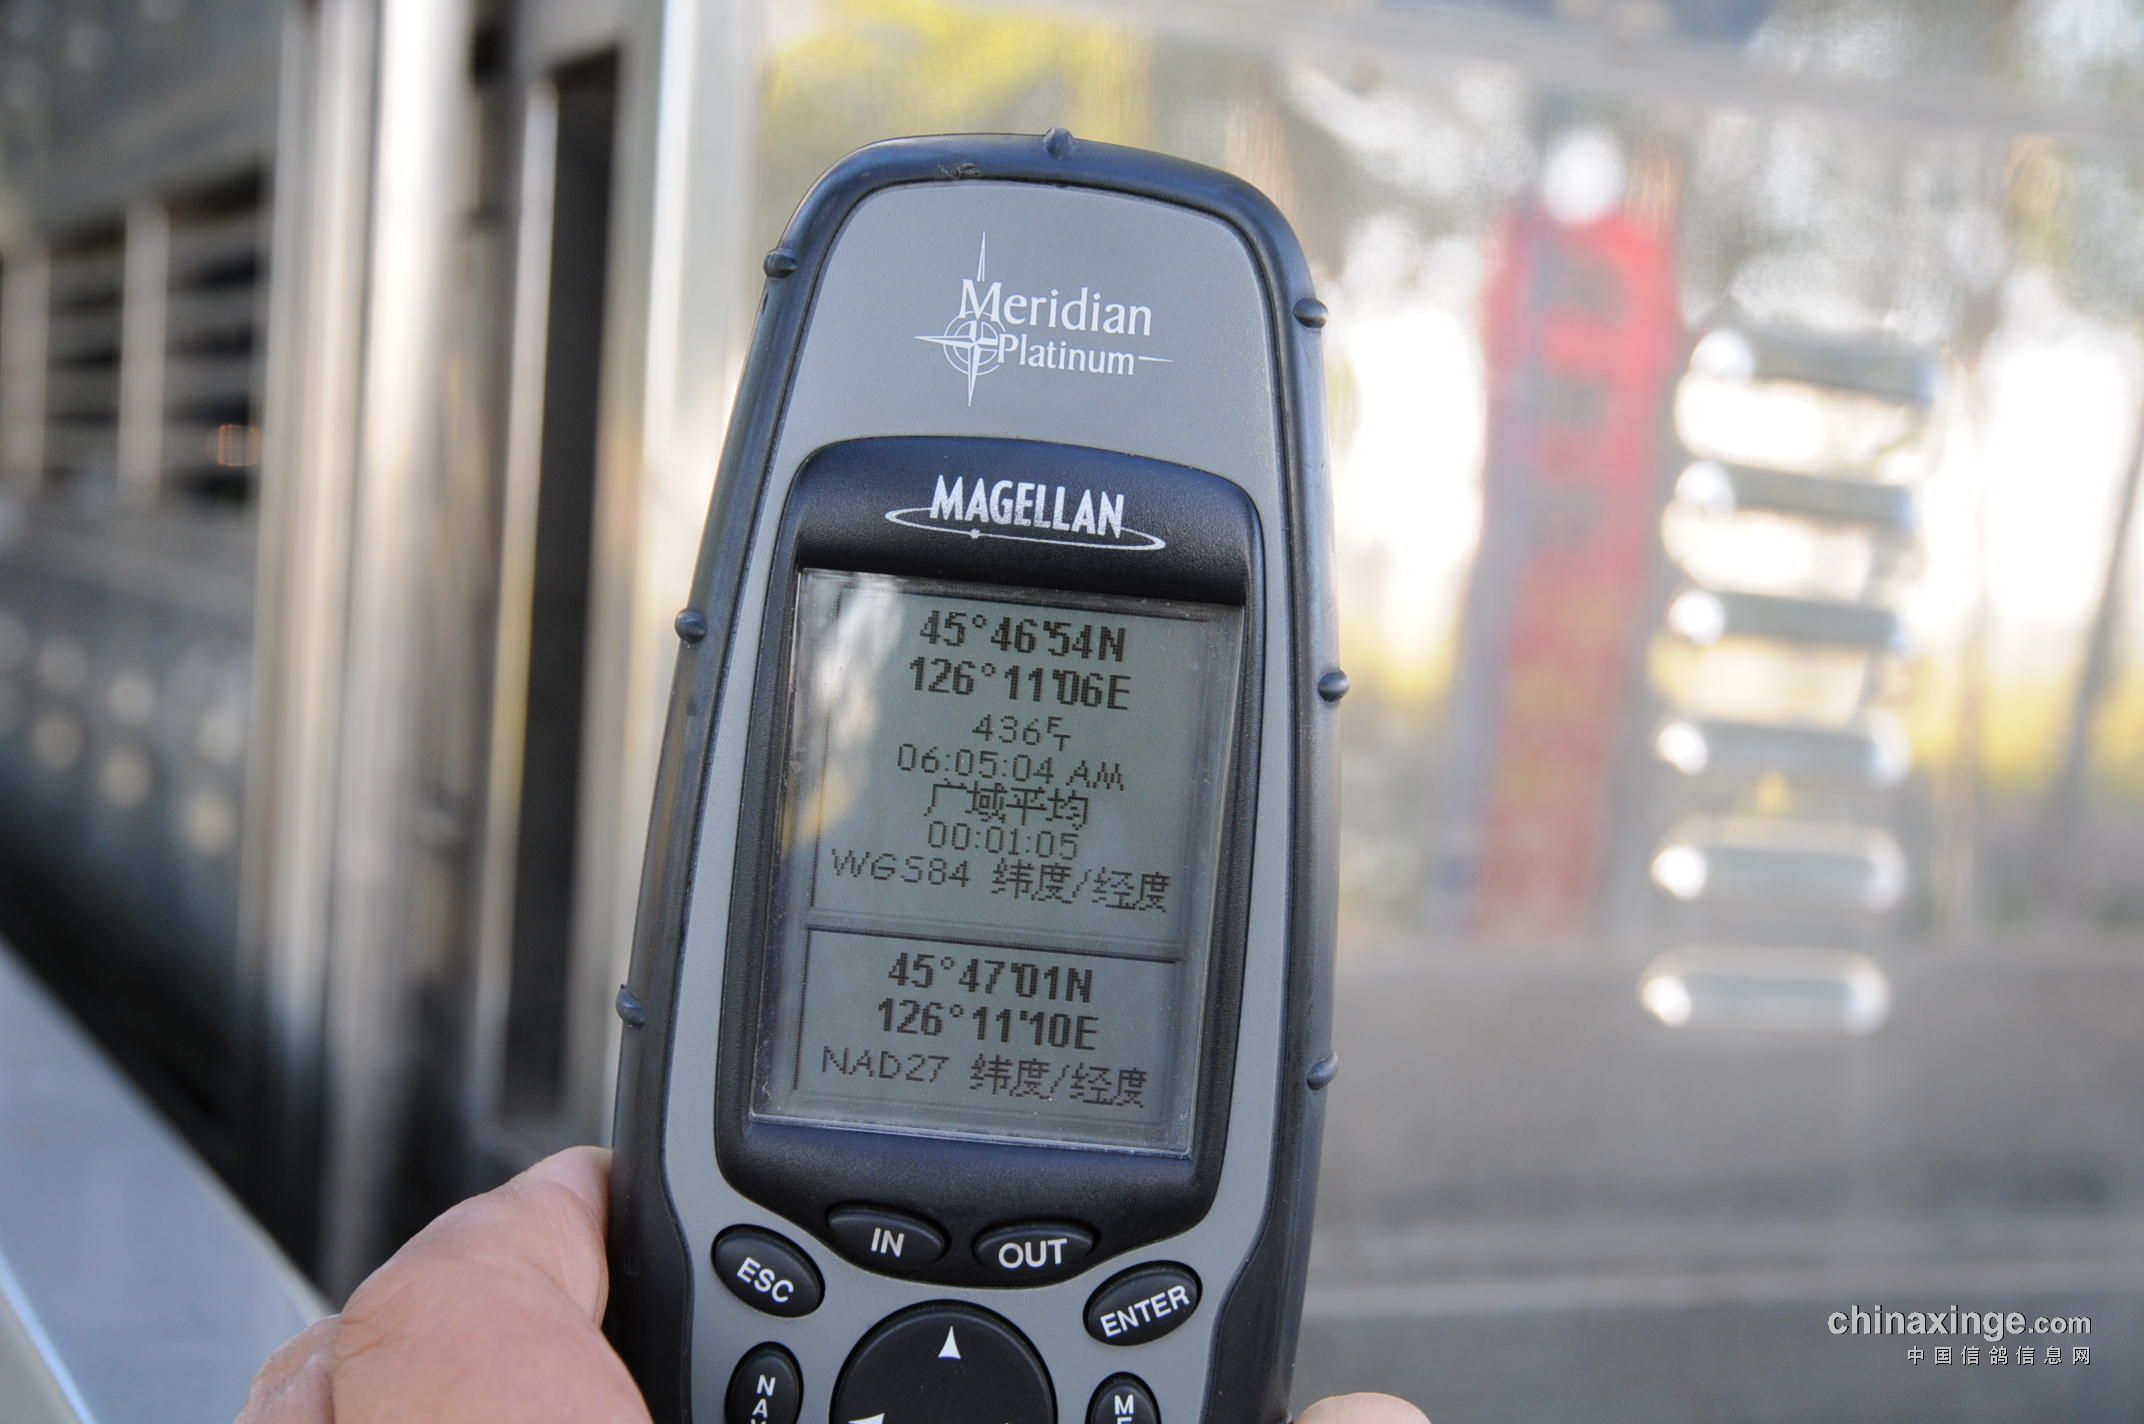 Meridian
Platinum
MAGELLAN
45°46'54N
126°11'06E
436FT
06:05:04 AM
广域平均
00:01:05
WGS84 纬度/经度
45°47'01N
126°11'10E
NAD27 纬度/经度
IN
OUT
ESC
ENTER
chinaxinge.com
中国信鸽信息网